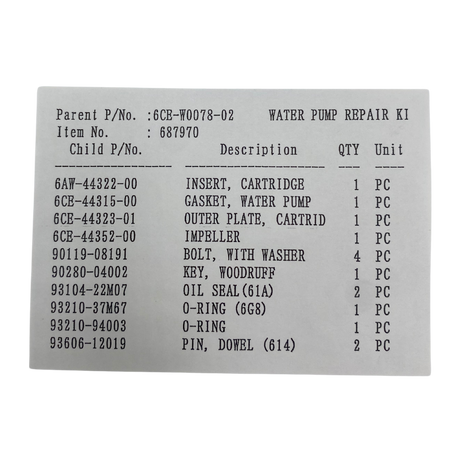 Parent P/No. :6CE-W0078-02 WATER PUMP REPAIR KI
Item No. : 687970
Child P/No. Description QTY Unit
6AW-44322-00 INSERT, CARTRIDGE 1 PC
6CE-44315-00 GASKET, WATER PUMP 1 PC
6CE-44323-01 OUTER PLATE, CARTRID 1 PC
6CE-44352-00 IMPELLER 1 PC
90119-08191 BOLT, WITH WASHER 4 PC
90280-04002 KEY, WOODRUFF 1 PC
93104-22M07 OIL SEAL(61A) 2 PC
93210-37M67 O-RING (6G8) 1 PC
93210-94003 O-RING 1 PC
93606-12019 PIN, DOWEL (614) 2 PC